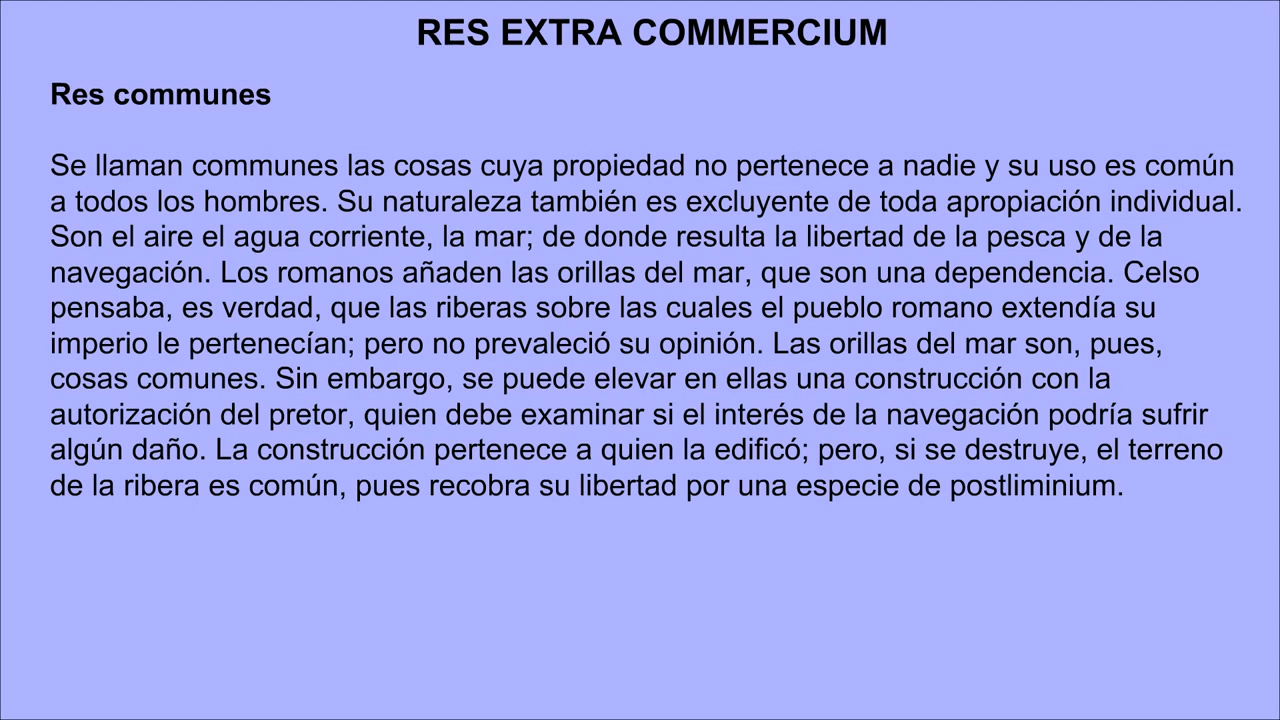 RES EXTRA COMMERCIUM
Res communes
Se llaman communes las cosas cuya propiedad no pertenece a nadie y su uso es común
a todos los hombres. Su naturaleza también es excluyente de toda apropiación individual.
Son el aire el agua corriente, la mar; de donde resulta la libertad de la pesca y de la
navegación. Los romanos añaden las orillas del mar, que son una dependencia. Celso
pensaba, es verdad, que las riberas sobre las cuales el pueblo romano extendía su
imperio le pertenecían; pero no prevaleció su opinión. Las orillas del mar son, pues,
cosas comunes. Sin embargo, se puede elevar en ellas una construcción con la
autorización del pretor, quien debe examinar si el interés de la navegación podría sufrir
algún daño. La construcción pertenece a quien la edificó; pero, si se destruye, el terreno
de la ribera es común, pues recobra su libertad por una especie de postliminium.